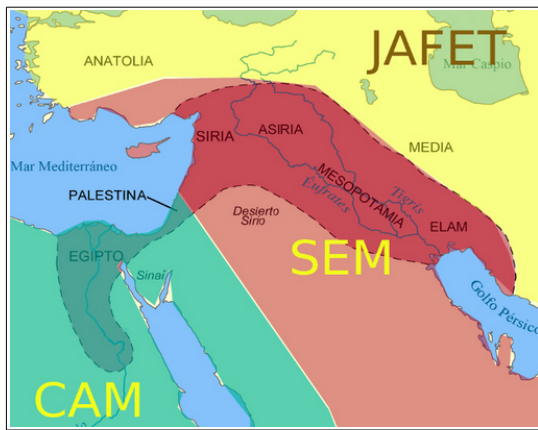 JAFET
Mar Caspio
ANATOLIA
SIRIA
ASIRIA
MEDIA
Mar Mediterráneo
MESOPOTAMIA
Tigris
Éufrates
PALESTINA
Desierto
Sirio
ELAM
SEM
EGIPTO
Sinaí
Golfo Pérsico
CAM